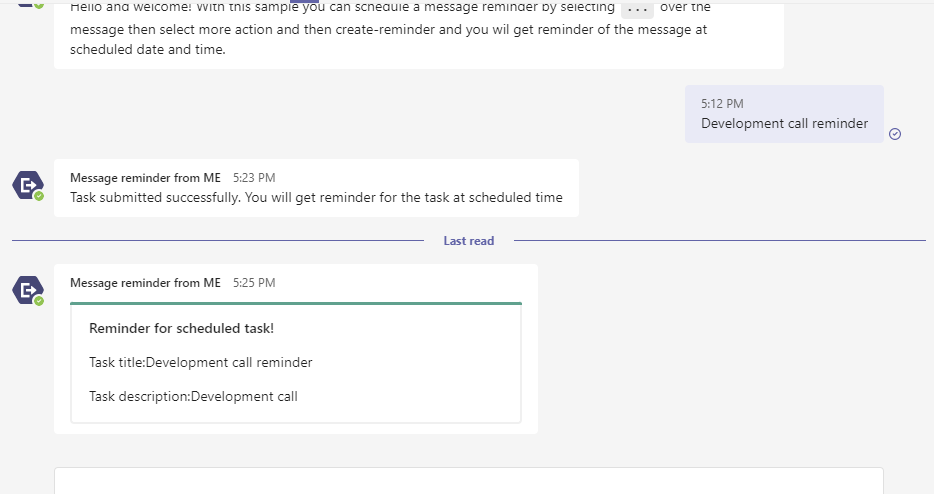 Hello and welcome! With this sample you can schedule a message reminder by selecting ... over the
message then select more action and then create-reminder and you wil get reminder of the message at
scheduled date and time.
5:12 PM
Development call reminder
Message reminder from ME 5:23 PM
Task submitted successfully. You will get reminder for the task at scheduled time
Last read
Message reminder from ME 5:25 PM
Reminder for scheduled task!
Task title:Development call reminder
Task description:Development call